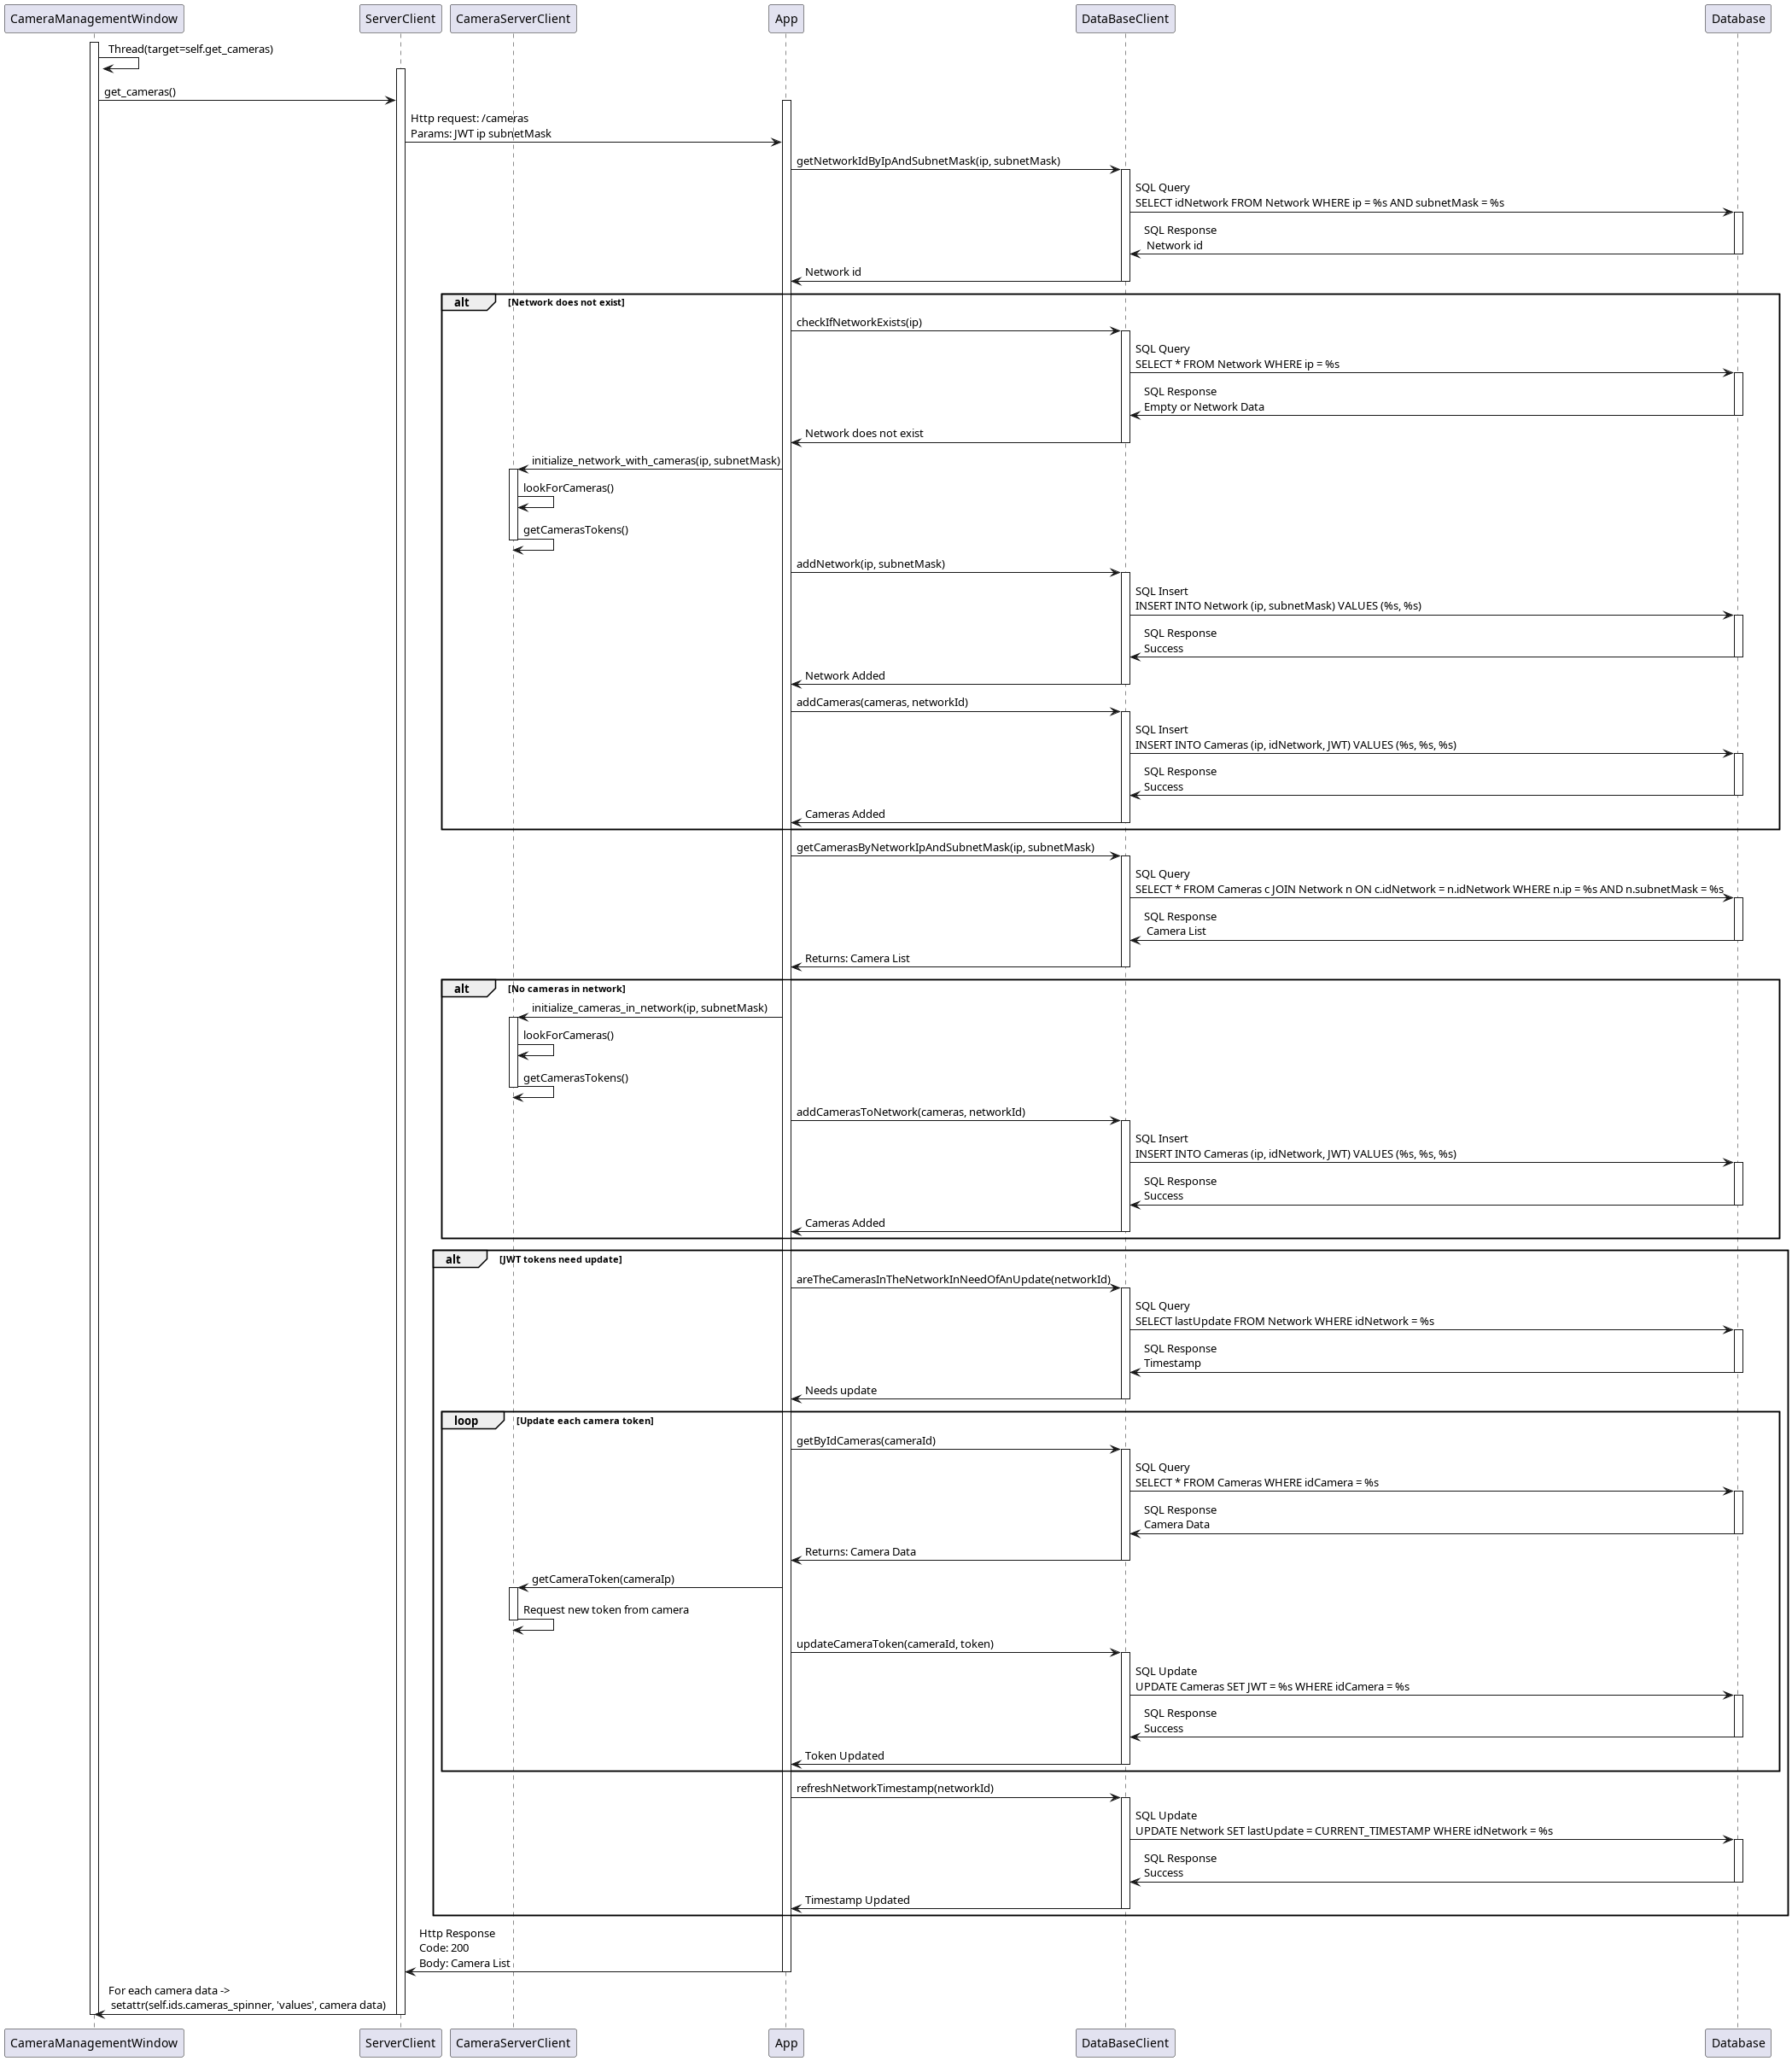 CameraManagementWindow
ServerClient
CameraServerClient
App
DataBaseClient
Database
Thread(target=self.get_cameras)
get_cameras()
Http request: /cameras
Params: JWT ip subnetMask
getNetworkIdByIpAndSubnetMask(ip, subnetMask)
SQL Query
SELECT idNetwork FROM Network WHERE ip = %s AND subnetMask = %s
SQL Response
Network id
Network id
alt
[Network does not exist]
checkIfNetworkExists(ip)
SQL Query
SELECT * FROM Network WHERE ip = %s
SQL Response
Empty or Network Data
Network does not exist
initialize_network_with_cameras(ip, subnetMask)
lookForCameras()
getCamerasTokens()
addNetwork(ip, subnetMask)
SQL Insert
INSERT INTO Network (ip, subnetMask) VALUES (%s, %s)
SQL Response
Success
Network Added
addCameras(cameras, networkId)
SQL Insert
INSERT INTO Cameras (ip, idNetwork, JWT) VALUES (%s, %s, %s)
SQL Response
Success
Cameras Added
getCamerasByNetworkIpAndSubnetMask(ip, subnetMask)
SQL Query
SELECT * FROM Cameras c JOIN Network n ON c.idNetwork = n.idNetwork WHERE n.ip = %s AND n.subnetMask = %s
SQL Response
Camera List
Returns: Camera List
alt
[No cameras in network]
initialize_cameras_in_network(ip, subnetMask)
lookForCameras()
getCamerasTokens()
addCamerasToNetwork(cameras, networkId)
SQL Insert
INSERT INTO Cameras (ip, idNetwork, JWT) VALUES (%s, %s, %s)
SQL Response
Success
Cameras Added
alt
[JWT tokens need update]
areTheCamerasInTheNetworkInNeedOfAnUpdate(networkId)
SQL Query
SELECT lastUpdate FROM Network WHERE idNetwork = %s
SQL Response
Timestamp
Needs update
loop
[Update each camera token]
getByIdCameras(cameraId)
SQL Query
SELECT * FROM Cameras WHERE idCamera = %s
SQL Response
Camera Data
Returns: Camera Data
getCameraToken(cameraIp)
Request new token from camera
updateCameraToken(cameraId, token)
SQL Update
UPDATE Cameras SET JWT = %s WHERE idCamera = %s
SQL Response
Success
Token Updated
refreshNetworkTimestamp(networkId)
SQL Update
UPDATE Network SET lastUpdate = CURRENT_TIMESTAMP WHERE idNetwork = %s
SQL Response
Success
Timestamp Updated
Http Response
Code: 200
Body: Camera List
For each camera data ->
setattr(self.ids.cameras_spinner, 'values', camera data)
CameraManagementWindow
ServerClient
CameraServerClient
App
DataBaseClient
Database